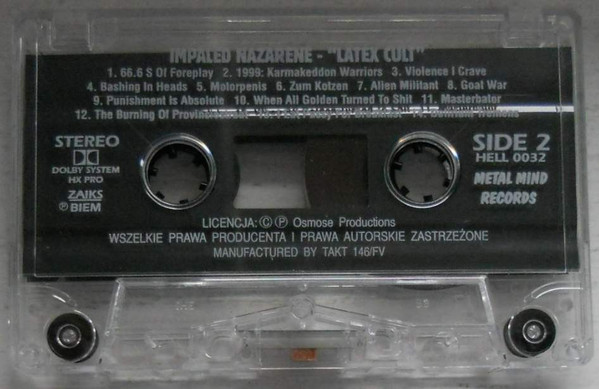 IMPALED NAZARENE - "LATEX CULT"
1. 66.6 S Of Foreplay 2. 1999: Karmakeddon Warriors 3. Violence I Crave
4. Bashing In Heads 5. Motorpenis 6. Zum Kotzen 7. Alien Militant 8. Goat War
9. Punishment Is Absolute 10. When All Golden Turned To Shit 11. Masterbator
12. The Burning Of
STEREO
DOLBY SYSTEM
HX PRO
ZAIKS
Ⓟ BIEM
SIDE 2
HELL 0032
METAL MIND
RECORDS
LICENCJA: Ⓒ Ⓟ Osmose Productions
WSZELKIE PRAWA PRODUCENTA I PRAWA AUTORSKIE ZASTRZEŻONE
MANUFACTURED BY TAKT 146/FV